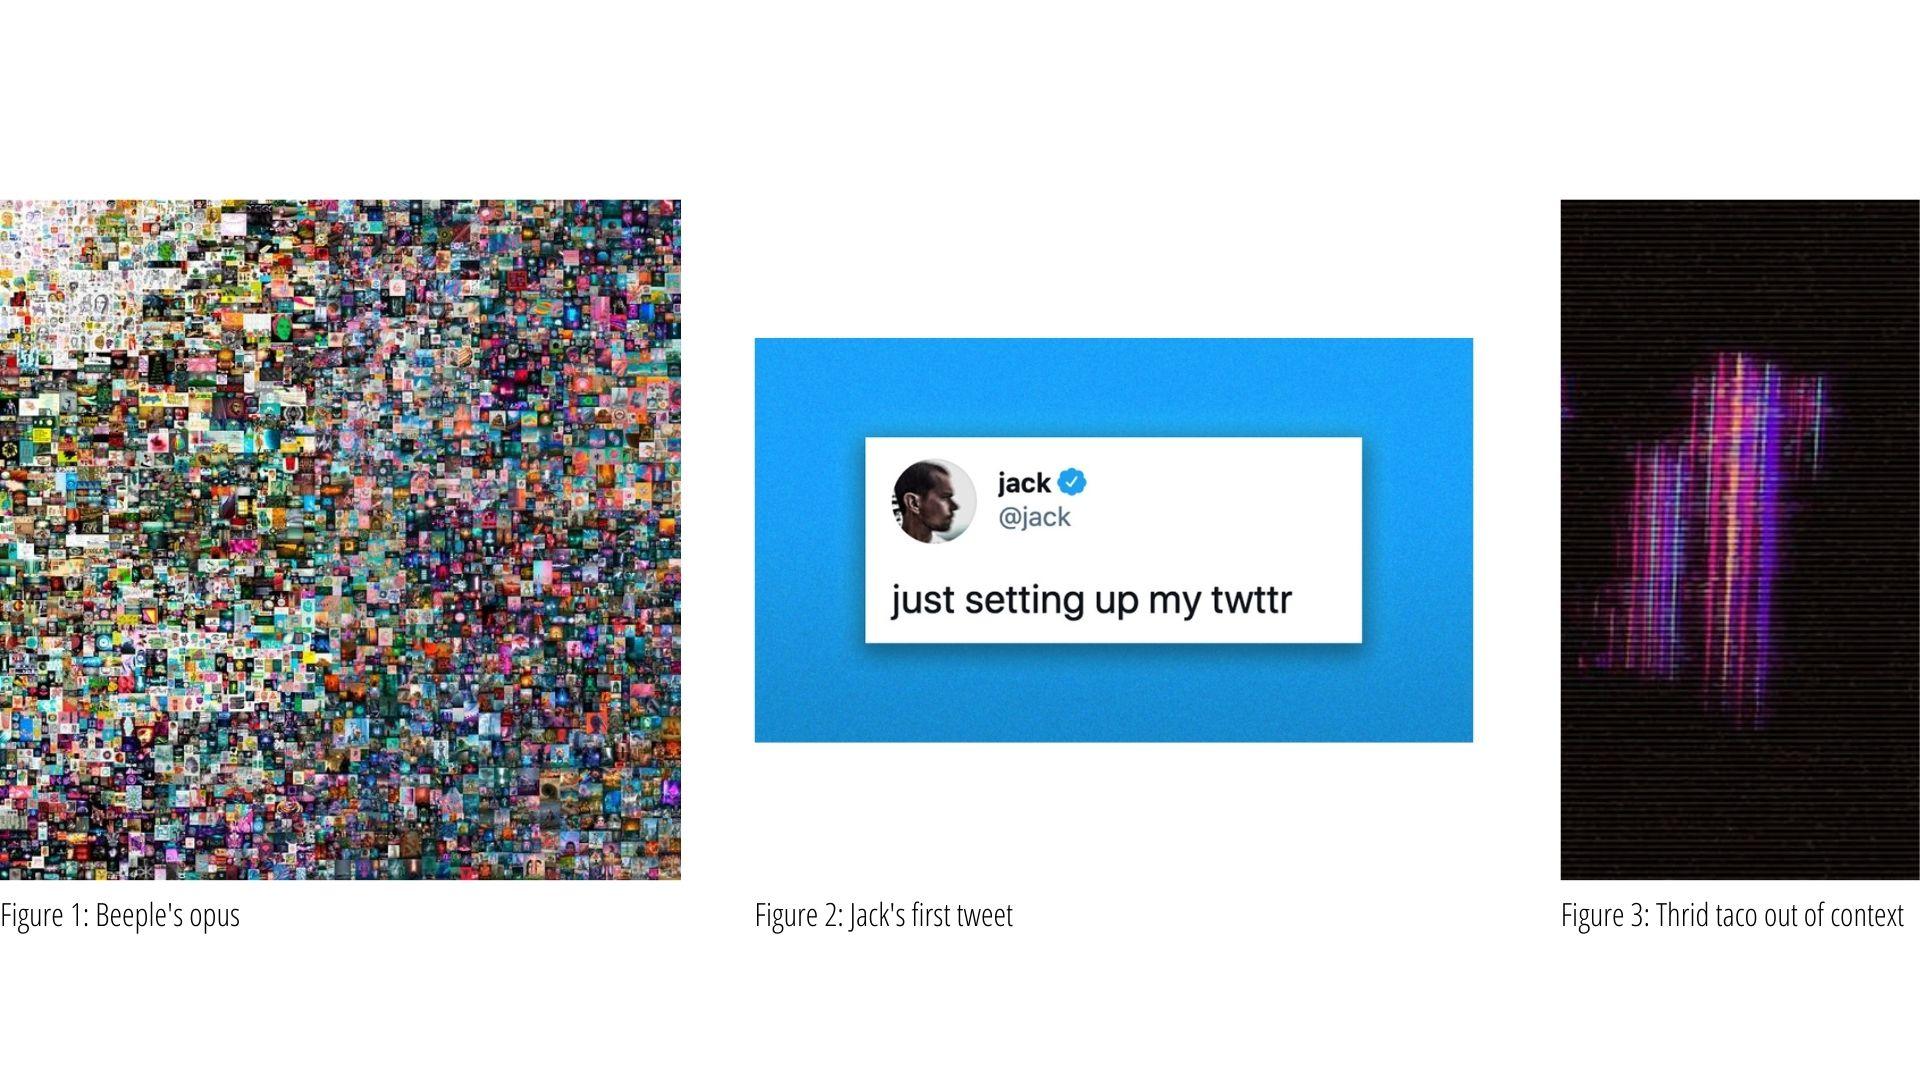 jack
@jack
just setting up my twttr
Figure 1: Beeple's opus
Figure 2: Jack's first tweet
Figure 3: Thrid taco out of context